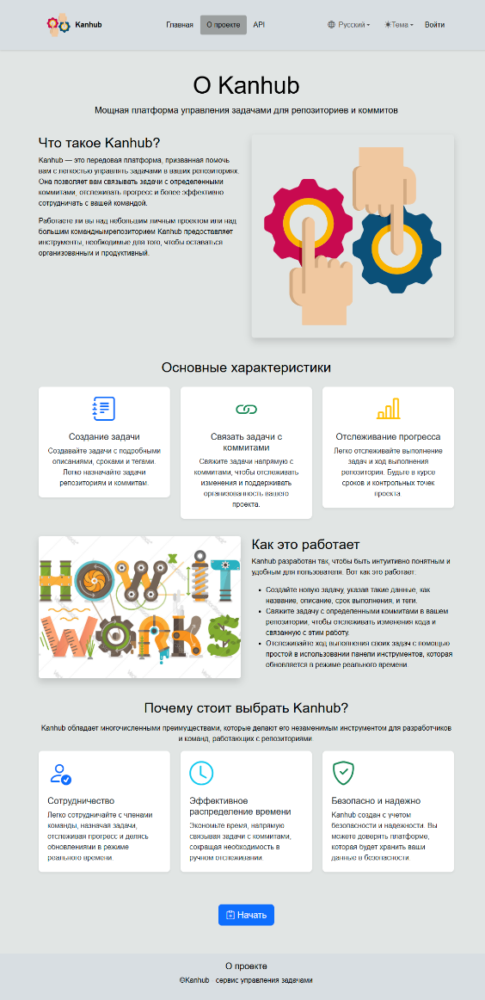 Kanhub
Главная
О проекте
API
Русский
Тема
Войти
О Kanhub
Мощная платформа управления задачами для репозиториев и коммитов
Что такое Kanhub?
Kanhub — это передовая платформа, призванная помочь
вам с легкостью управлять задачами в ваших репозиториях.
Она позволяет вам связывать задачи с определенными
коммитами, отслеживать прогресс и более эффективно
сотрудничать с вашей командой.
Работаете ли вы над небольшим личным проектом или над
большим команднымрепозиторием Kanhub предоставляет
инструменты, необходимые для того, чтобы оставаться
организованным и продуктивный.
Основные характеристики
Создание задачи
Создавайте задачи с подробными
описаниями, сроками и тегами.
Легко назначайте задачи
репозиториям и коммитам.
Связать задачи с
коммитами
Свяжите задачи напрямую с
коммитами, чтобы отслеживать
изменения и поддерживать
организованность вашего
проекта.
Отслеживание прогресса
Легко отслеживайте выполнение
задач и ход выполнения
репозитория. Будьте в курсе
сроков и контрольных точек
проекта.
HOW IT
WORKS
Как это работает
Kanhub разработан так, чтобы быть интуитивно понятным и
удобным для пользователя. Вот как это работает:
Создайте новую задачу, указав такие данные, как
название, описание, срок выполнения, и теги.
Свяжите задачу с определенными коммитами в вашем
репозитории, чтобы отслеживать изменения кода и
связанную с этим работу.
Отслеживайте ход выполнения своих задач с помощью
простой в использовании панели инструментов, которая
обновляется в режиме реального времени.
Почему стоит выбрать Kanhub?
Kanhub обладает многочисленными преимуществами, которые делают его незаменимым инструментом для разработчиков
и команд, работающих с репозиториями
Сотрудничество
Легко сотрудничайте с членами
команды, назначая задачи,
отслеживая прогресс и делясь
обновлениями в режиме
реального времени.
Эффективное
распределение времени
Экономьте время, напрямую
связывая задачи с коммитами,
сокращая необходимость в
ручном отслеживании.
Безопасно и надежно
Kanhub создан с учетом
безопасности и надежности. Вы
можете доверять платформе,
которая будет хранить ваши
данные в безопасности.
Начать
О проекте
©Kanhub - сервис управления задачами